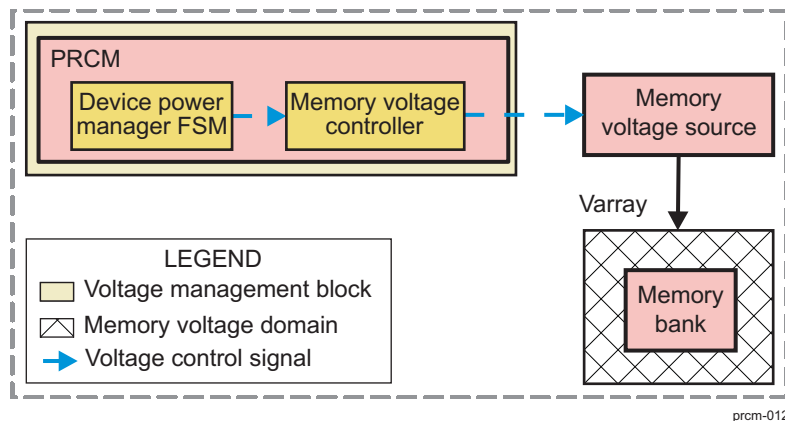 PRCM
Device power
manager FSM
Memory voltage
controller
Memory
voltage source
Varray
Memory
bank
LEGEND
Voltage management block
Memory voltage domain
Voltage control signal
prcm-012